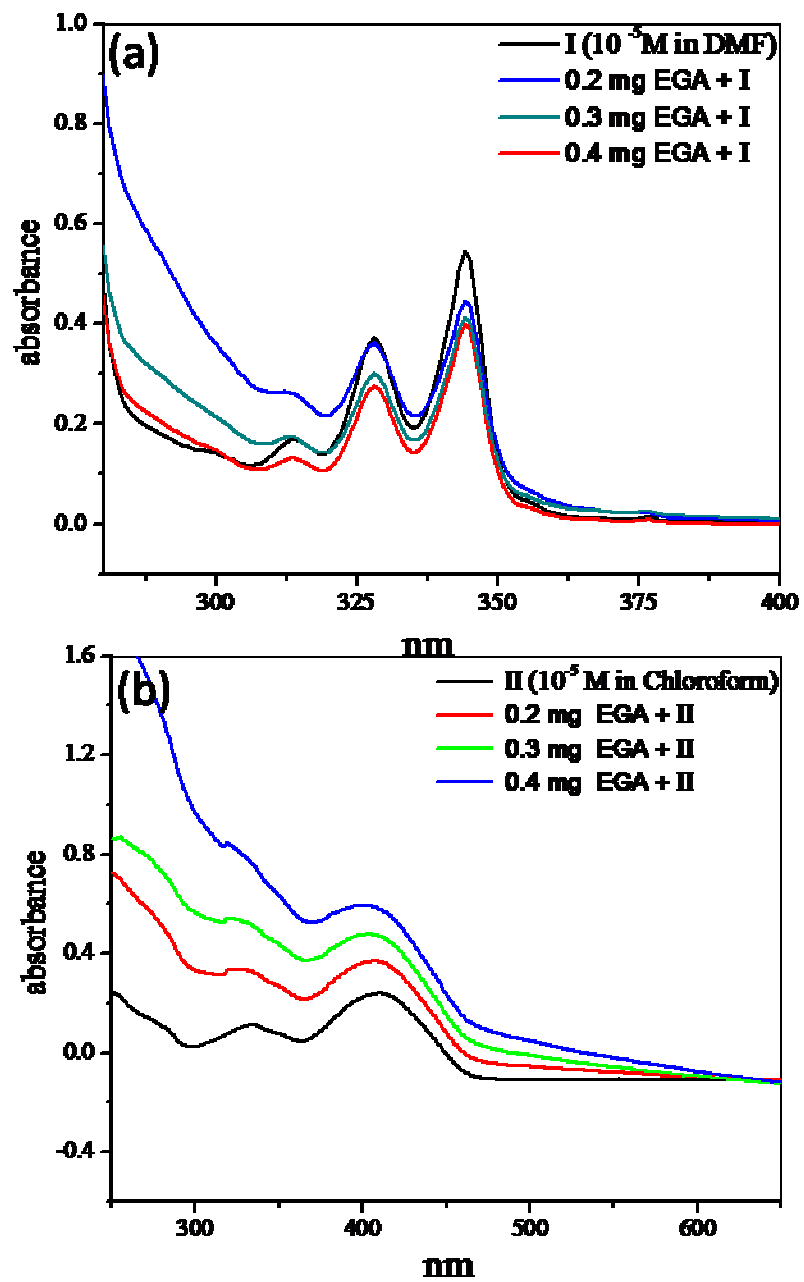 (a)
I (10 -5M in DMF)
0.2 mg EGA + I
0.3 mg EGA + I
0.4 mg EGA + I
1.0
0.8
0.6
0.4
0.2
0.0
absorbance
300
325
350
375
400
nm
(b)
II (10-5 M in Chloroform)
0.2 mg EGA + II
0.3 mg EGA + II
0.4 mg EGA + II
1.6
1.2
0.8
0.4
0.0
-0.4
absorbance
300
400
500
600
nm